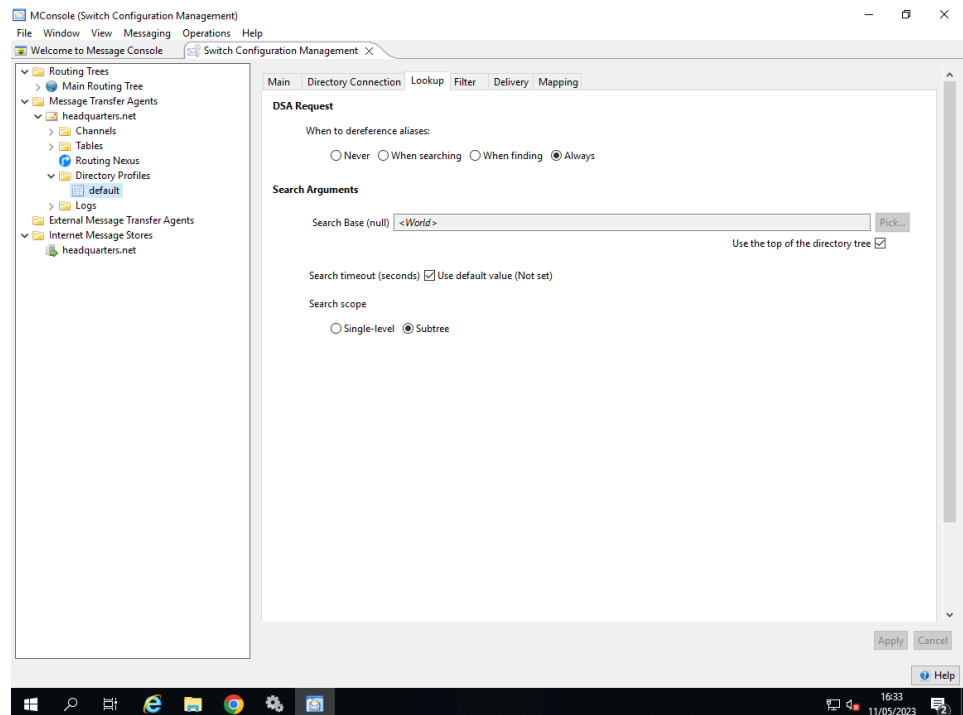 MConsole (Switch Configuration Management)
File Window View Messaging Operations Help
Welcome to Message Console
Switch Configuration Management
Routing Trees
Main Routing Tree
Message Transfer Agents
headquarters.net
Channels
Tables
Routing Nexus
Directory Profiles
default
Logs
External Message Transfer Agents
Internet Message Stores
headquarters.net
Main Directory Connection Lookup Filter Delivery Mapping
DSA Request
When to dereference aliases:
Never When searching When finding Always
Search Arguments
Search Base (null) <World> Pick...
Use the top of the directory tree
Search timeout (seconds) Use default value (Not set)
Search scope
Single-level Subtree
Apply Cancel
Help
16:33
11/05/2023
2